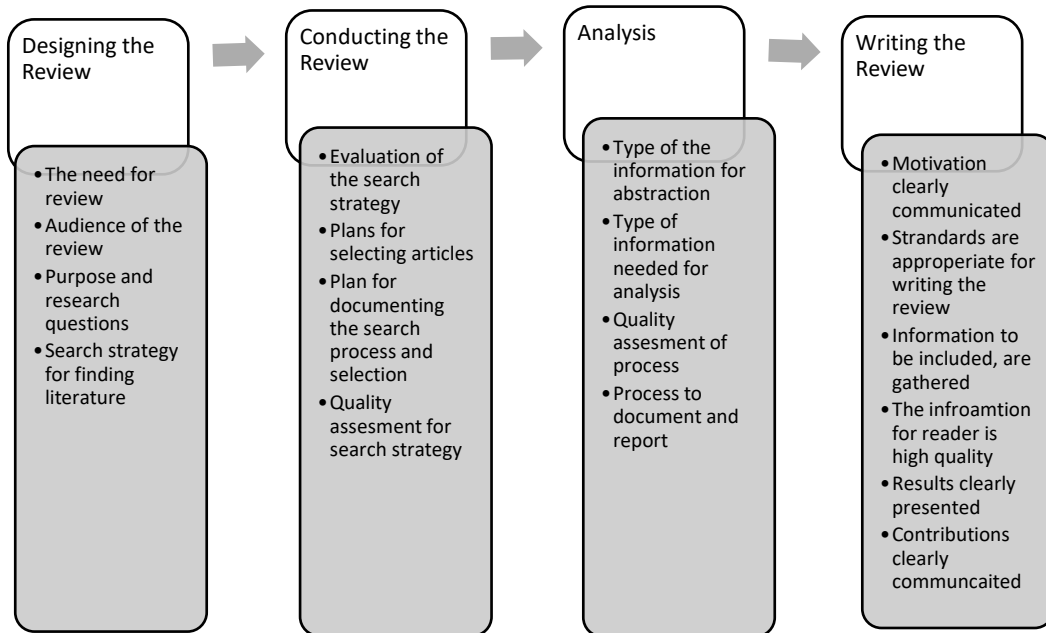 Designing the
Review
• The need for
review
• Audience of the
review
• Purpose and
research
questions
• Search strategy
for finding
literature
Conducting the
Review
• Evaluation of
the search
strategy
• Plans for
selecting articles
• Plan for
documenting
the search
process and
selection
• Quality
assesment for
search strategy
Analysis
• Type of the
information for
abstraction
• Type of
information
needed for
analysis
• Quality
assesment of
process
• Process to
document and
report
Writing the
Review
• Motivation
clearly
communicated
• Strandards are
approperiate for
writing the
review
• Information to
be included, are
gathered
• The infroamtion
for reader is
high quality
• Results clearly
presented
• Contributions
clearly
communcaited